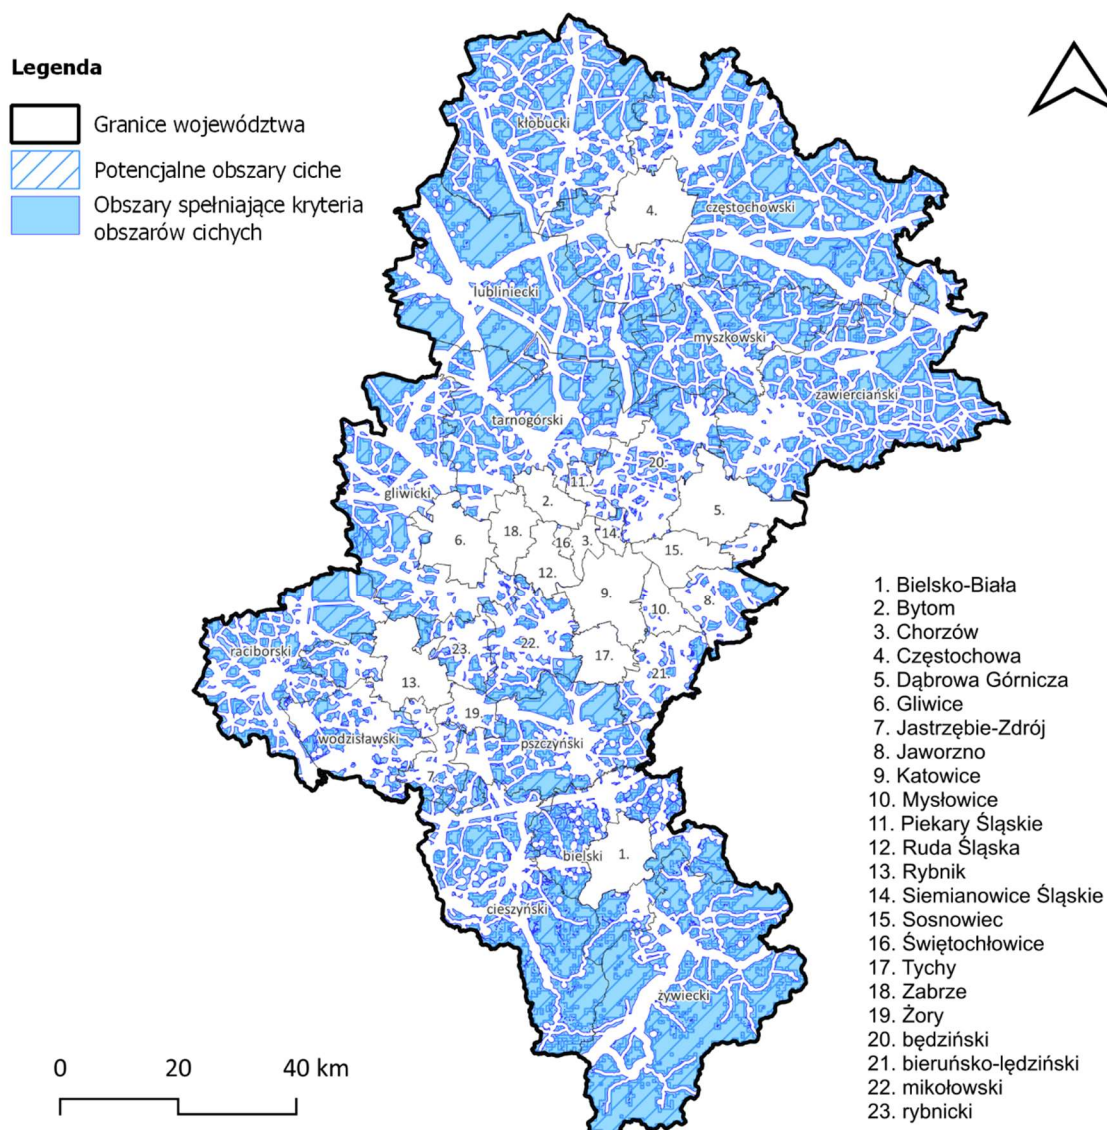 Legenda
Granice województwa
Potencjalne obszary ciche
Obszary spełniające kryteria
obszarów cichych
kłobucki
4.
częstochowski
lubliniecki
myszkowski
zawierciański
tarnogórski
20.
11.
gliwicki
2.
5.
18.
14.
6.
16.
3.
15.
12.
9.
8.
10.
22.
23.
raciborski
17.
21.
13.
19.
wodzisławski
pszczyński
7.
bielski
1.
cieszyński
żywiecki
1. Bielsko-Biała
2. Bytom
3. Chorzów
4. Częstochowa
5. Dąbrowa Górnicza
6. Gliwice
7. Jastrzębie-Zdrój
8. Jaworzno
9. Katowice
10. Mysłowice
11. Piekary Śląskie
12. Ruda Śląska
13. Rybnik
14. Siemianowice Śląskie
15. Sosnowiec
16. Świętochłowice
17. Tychy
18. Zabrze
19. Żory
20. będziński
21. bieruńsko-lędziński
22. mikołowski
23. rybnicki
0 20 40 km